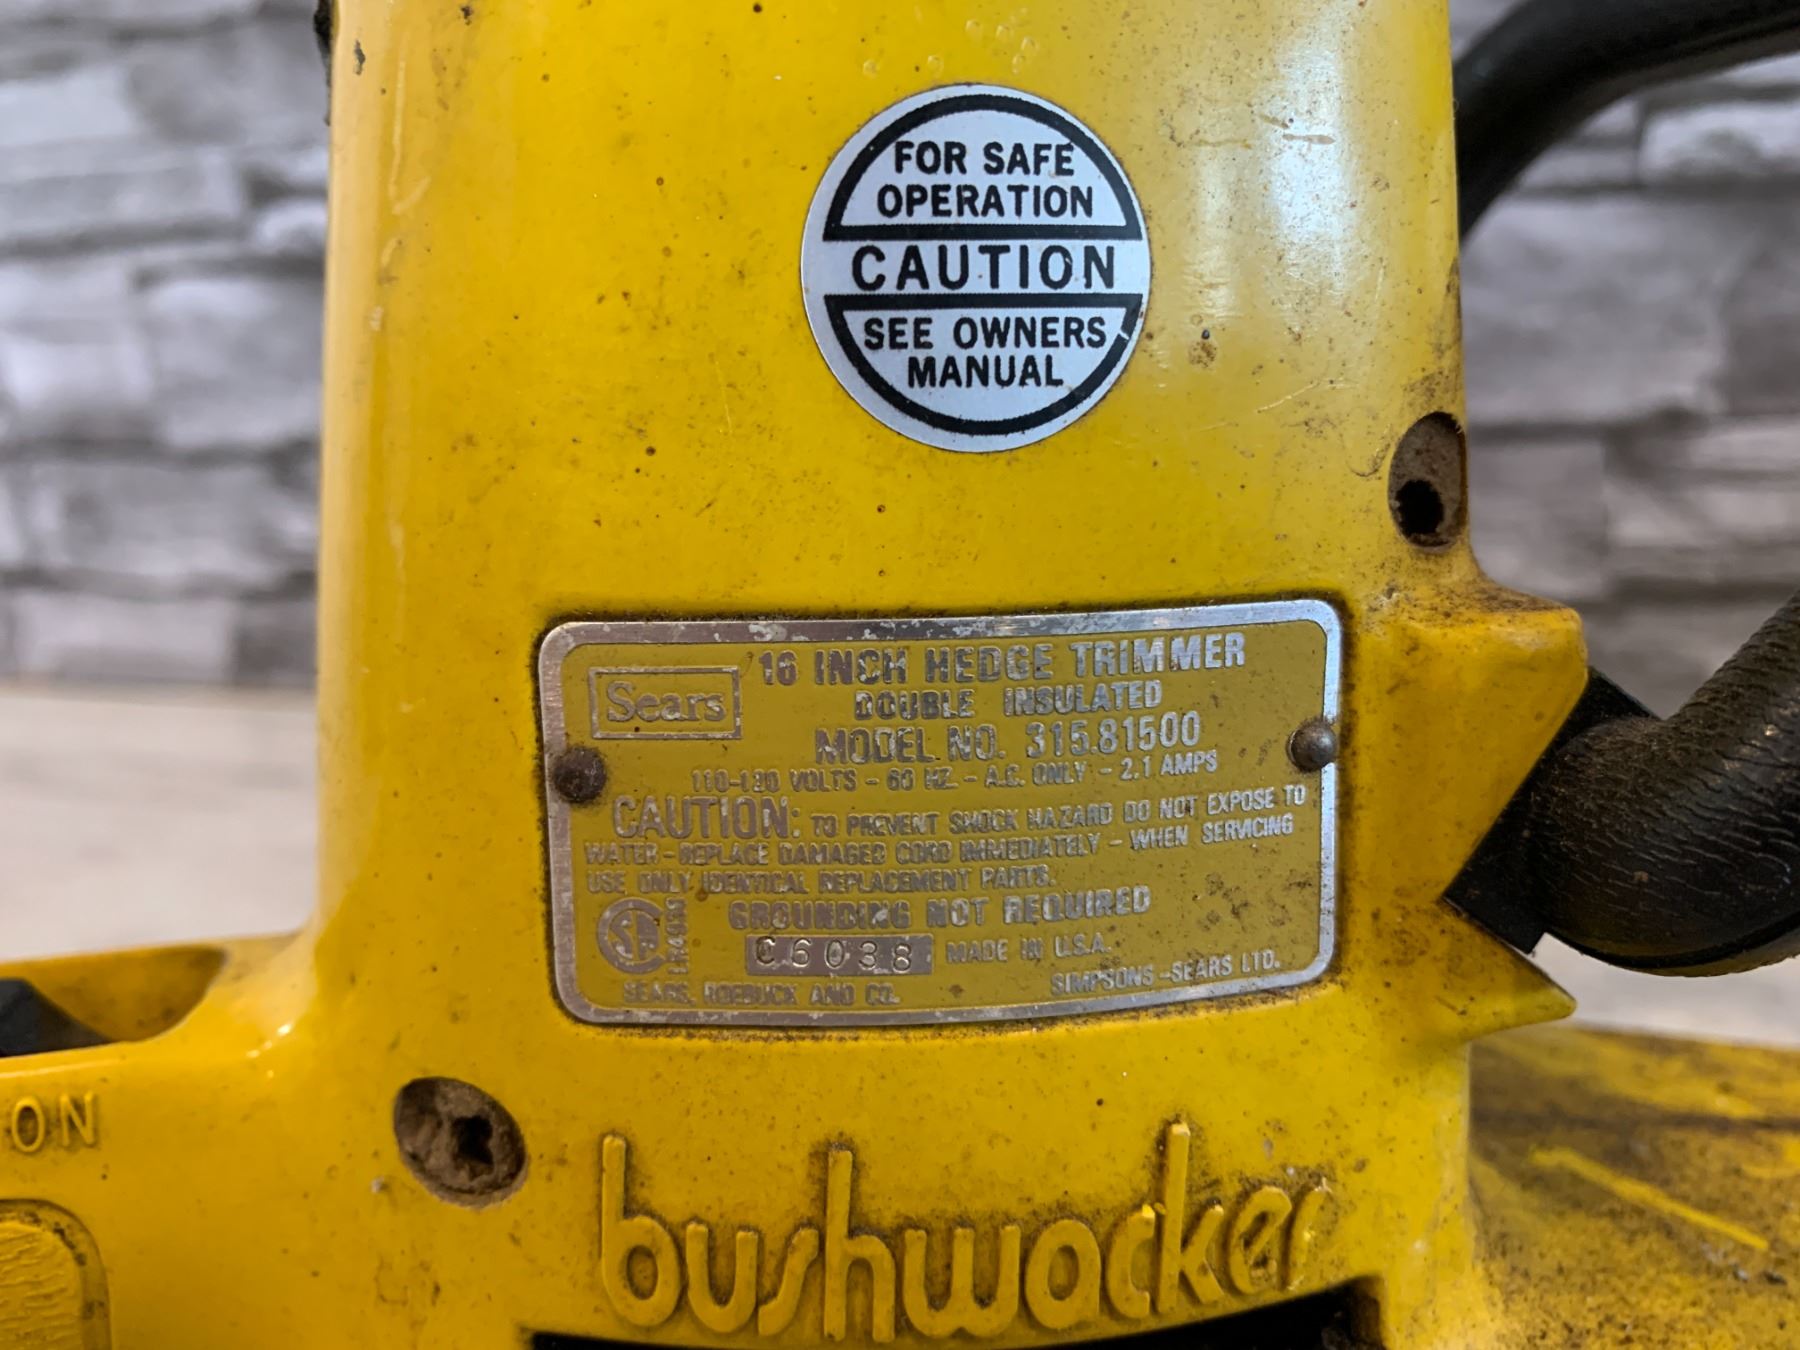 FOR SAFE
OPERATION
CAUTION
SEE OWNERS
MANUAL
Sears
16 INCH HEDGE TRIMMER
DOUBLE INSULATED
MODEL NO. 315.81500
110-120 VOLTS - 60 HZ. - A.C. ONLY - 2.1 AMPS
CAUTION: TO PREVENT SHOCK HAZARD DO NOT EXPOSE TO
WATER - REPLACE DAMAGED CORD IMMEDIATELY - WHEN SERVICING
USE ONLY IDENTICAL REPLACEMENT PARTS.
GROUNDING NOT REQUIRED
C6038 MADE IN U.S.A.
SEARS, ROEBUCK AND CO. SIMPSONS-SEARS LTD.
ON
bushwacker